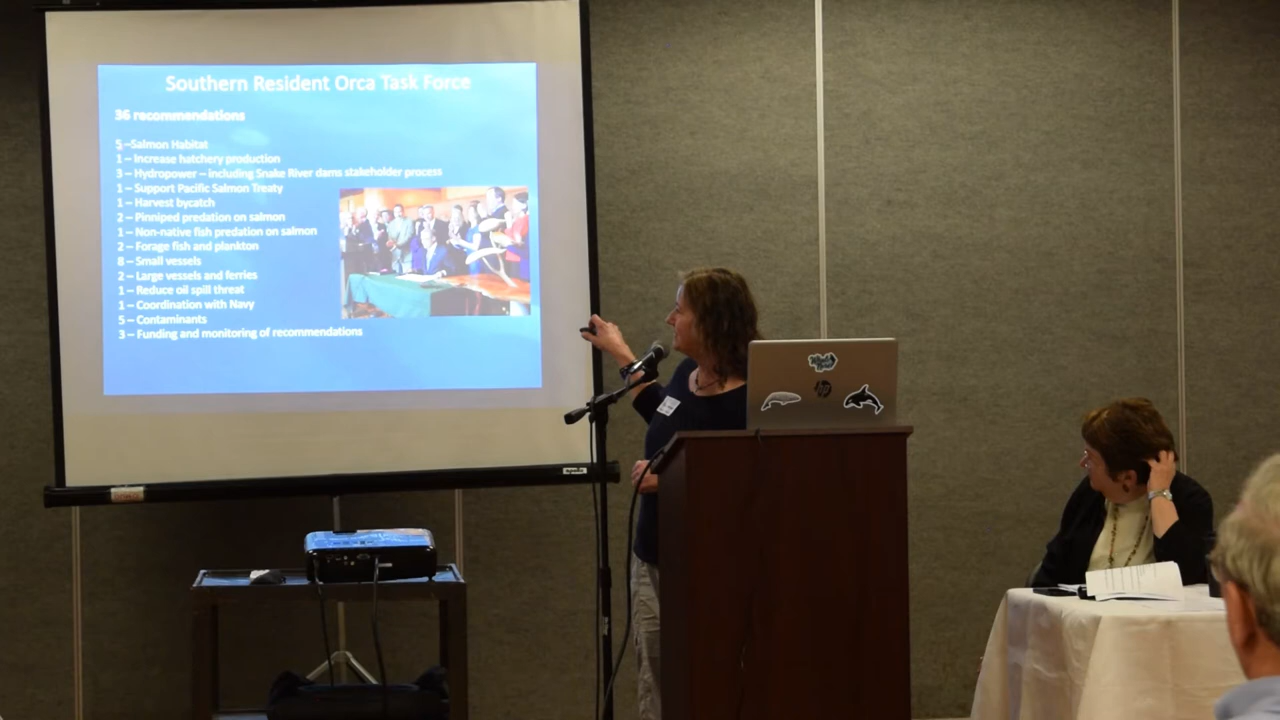 Southern Resident Orca Task Force
36 recommendations
5 –Salmon Habitat
1 – Increase hatchery production
3 – Hydropower – including Snake River dams stakeholder process
1 – Support Pacific Salmon Treaty
1 – Harvest bycatch
2 – Pinniped predation on salmon
1 – Non-native fish predation on salmon
2 – Forage fish and plankton
8 – Small vessels
2 – Large vessels and ferries
1 – Reduce oil spill threat
1 – Coordination with Navy
5 – Contaminants
3 – Funding and monitoring of recommendations
hp